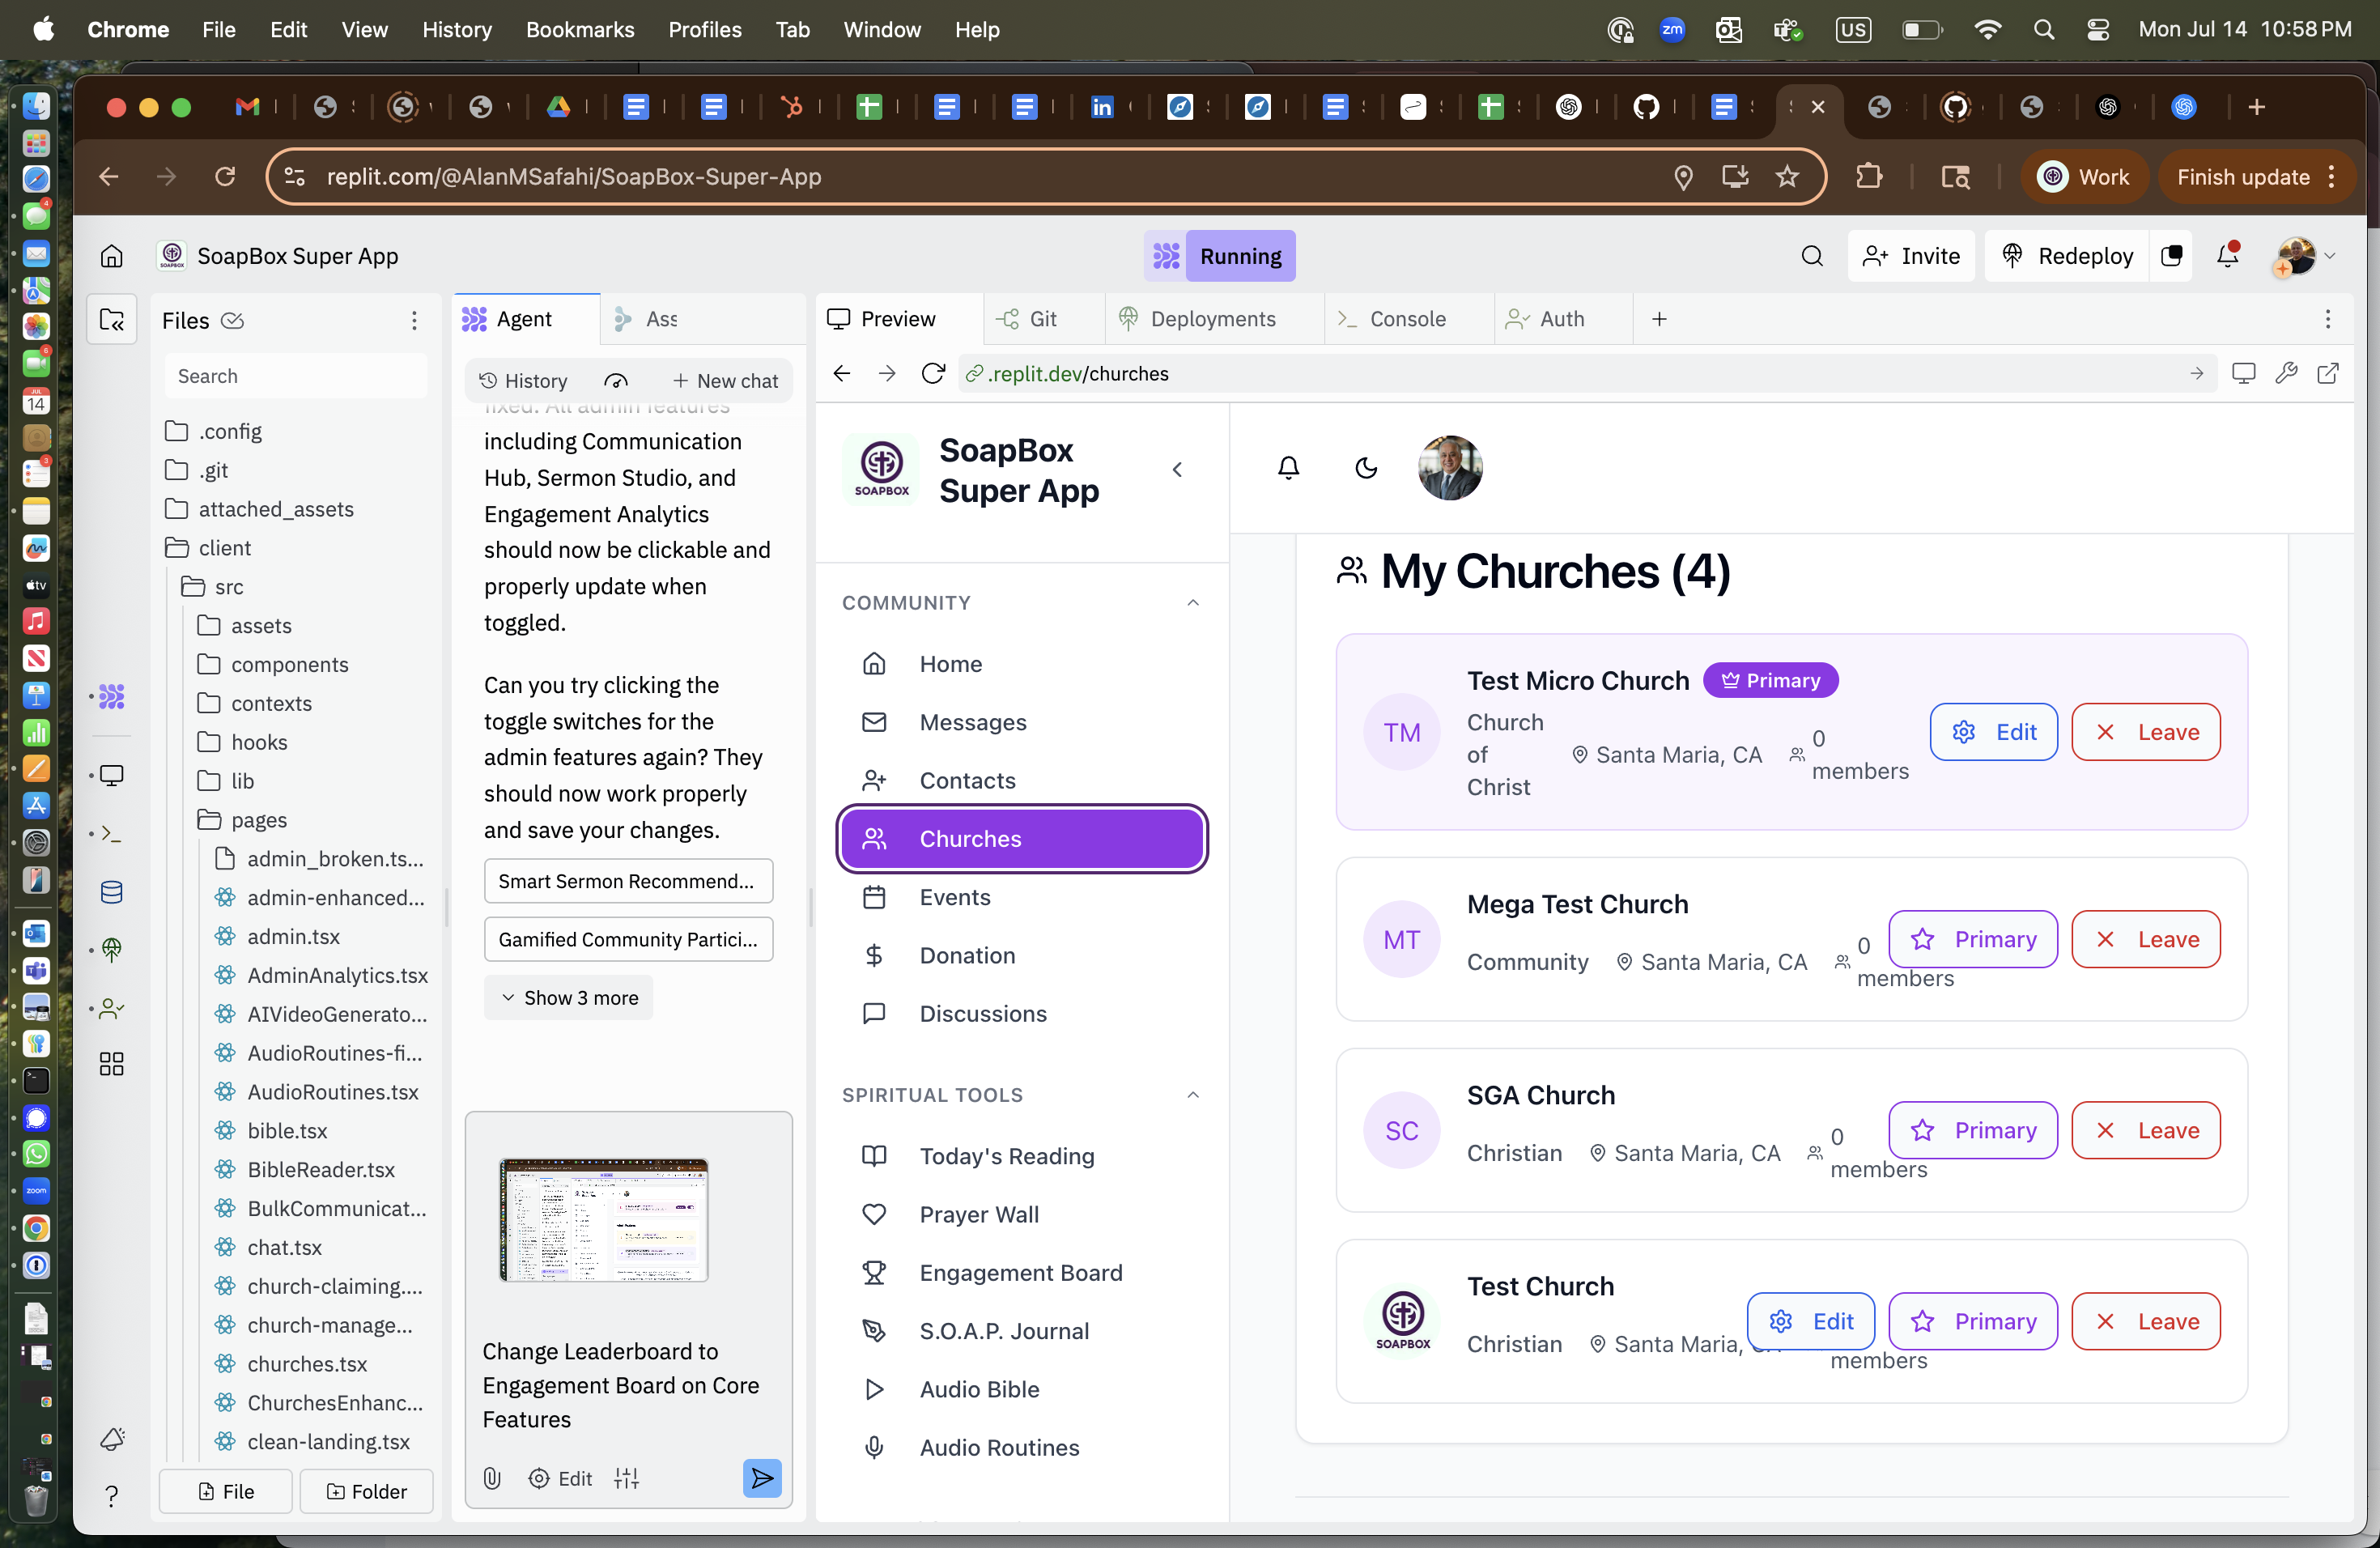 Chrome File Edit View History Bookmarks Profiles Tab Window Help
zm
US
Mon Jul 14 10:58 PM
replit.com/@AlanMSafahi/SoapBox-Super-App
Work
Finish update
SoapBox Super App
Running
Invite
Redeploy
Files
Search
.config
.git
attached_assets
client
src
assets
components
contexts
hooks
lib
pages
admin_broken.ts...
admin-enhanced...
admin.tsx
AdminAnalytics.tsx
AIVideoGenerato...
AudioRoutines-fi...
AudioRoutines.tsx
bible.tsx
BibleReader.tsx
BulkCommunicat...
chat.tsx
church-claiming....
church-manage...
churches.tsx
ChurchesEnhanc...
clean-landing.tsx
File
Folder
Agent
Ass
History
New chat
fixed. All admin features
including Communication
Hub, Sermon Studio, and
Engagement Analytics
should now be clickable and
properly update when
toggled.
Can you try clicking the
toggle switches for the
admin features again? They
should now work properly
and save your changes.
Smart Sermon Recommend...
Gamified Community Partici...
Show 3 more
Change Leaderboard to
Engagement Board on Core
Features
Edit
Preview
Git
Deployments
Console
Auth
.replit.dev/churches
SOAPBOX
SoapBox
Super App
COMMUNITY
Home
Messages
Contacts
Churches
Events
Donation
Discussions
SPIRITUAL TOOLS
Today's Reading
Prayer Wall
Engagement Board
S.O.A.P. Journal
Audio Bible
Audio Routines
My Churches (4)
TM
Test Micro Church
Primary
Church
of
Christ
Santa Maria, CA
0
members
Edit
Leave
MT
Mega Test Church
Community
Santa Maria, CA
0
members
Primary
Leave
SC
SGA Church
Christian
Santa Maria, CA
0
members
Primary
Leave
SOAPBOX
Test Church
Christian
Santa Maria,
members
Edit
Primary
Leave